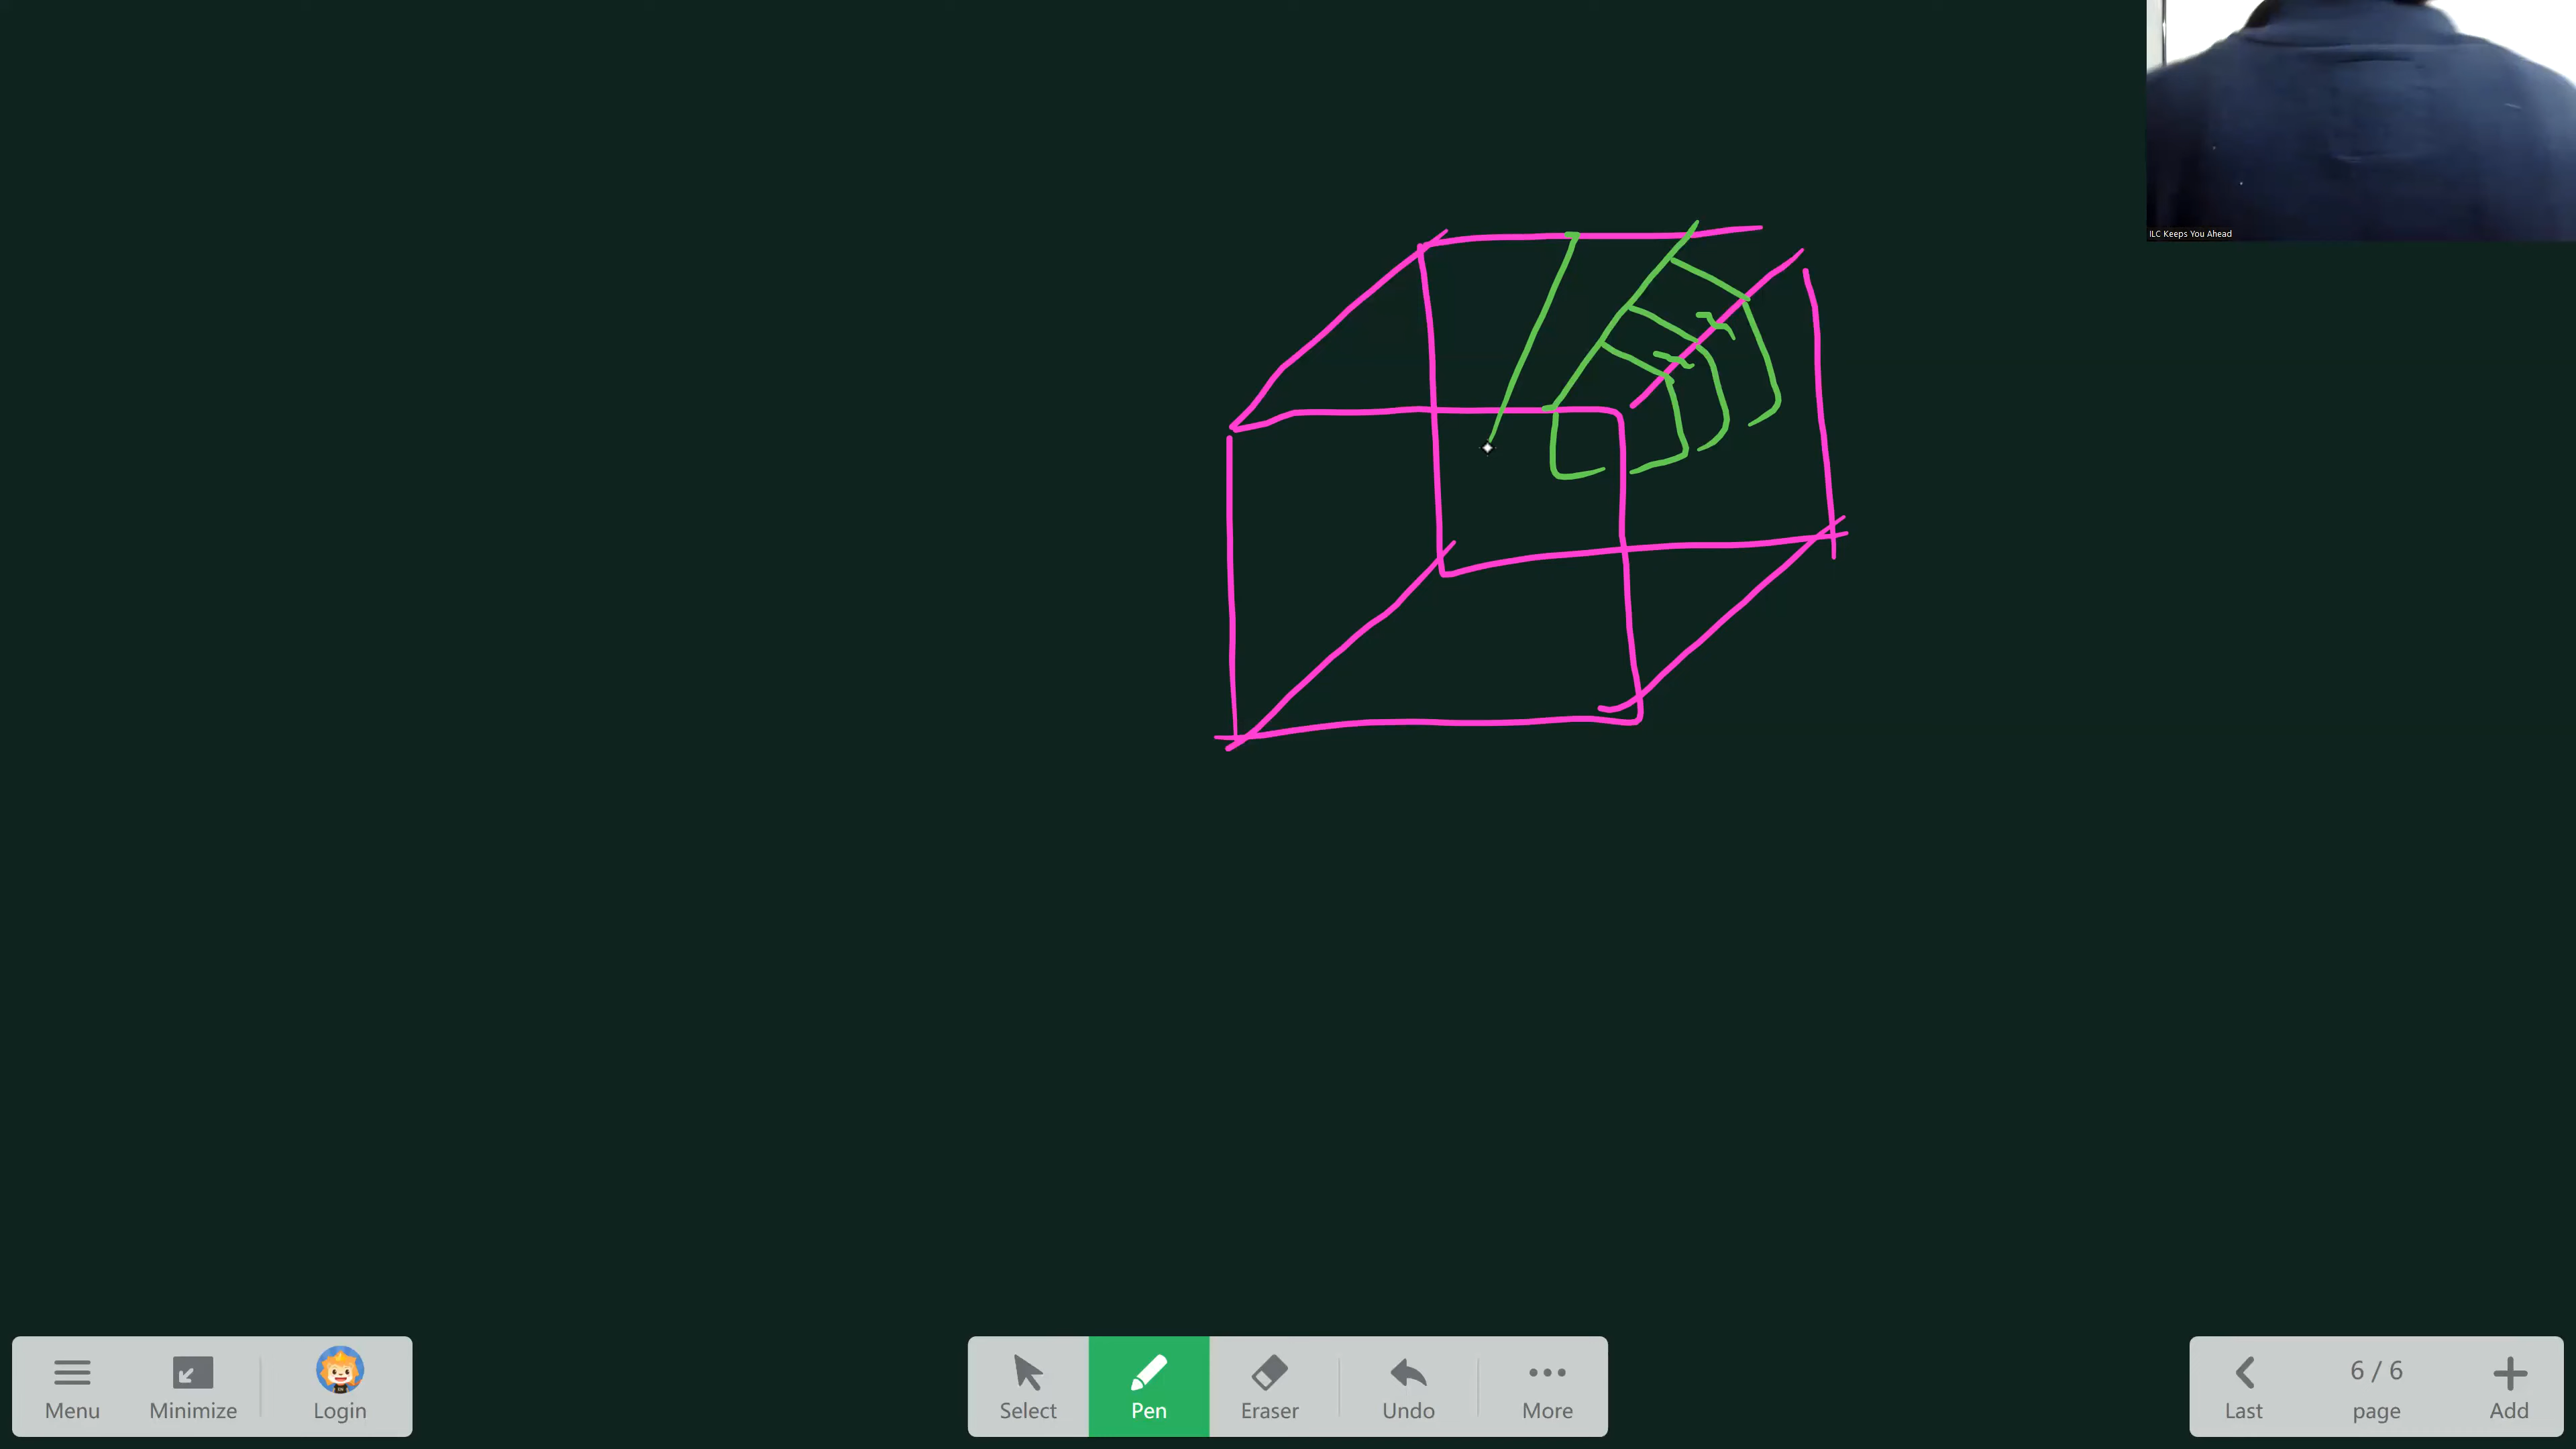 ILC Keeps You Ahead
Menu
Minimize
Login
Select
Pen
Eraser
Undo
More
Last
6 / 6
page
Add